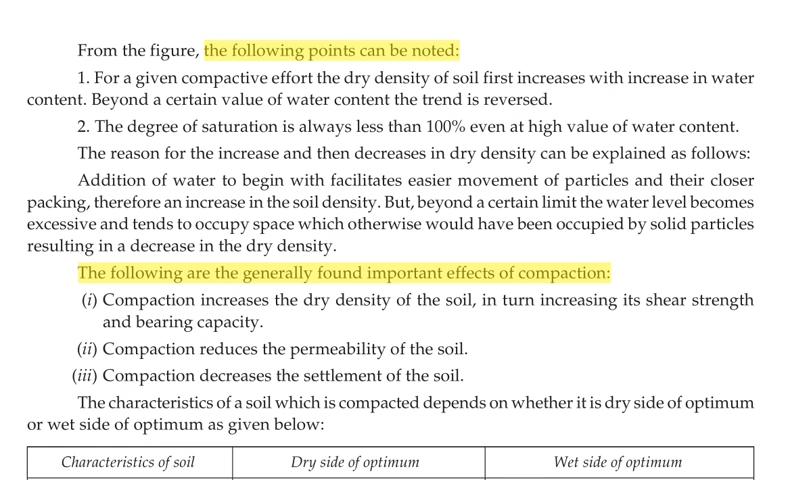 From the figure, the following points can be noted:
1. For a given compactive effort the dry density of soil first increases with increase in water
content. Beyond a certain value of water content the trend is reversed.
2. The degree of saturation is always less than 100% even at high value of water content.
The reason for the increase and then decreases in dry density can be explained as follows:
Addition of water to begin with facilitates easier movement of particles and their closer
packing, therefore an increase in the soil density. But, beyond a certain limit the water level becomes
excessive and tends to occupy space which otherwise would have been occupied by solid particles
resulting in a decrease in the dry density.
The following are the generally found important effects of compaction:
(i) Compaction increases the dry density of the soil, in turn increasing its shear strength
and bearing capacity.
(ii) Compaction reduces the permeability of the soil.
(iii) Compaction decreases the settlement of the soil.
The characteristics of a soil which is compacted depends on whether it is dry side of optimum
or wet side of optimum as given below:
Characteristics of soil Dry side of optimum Wet side of optimum